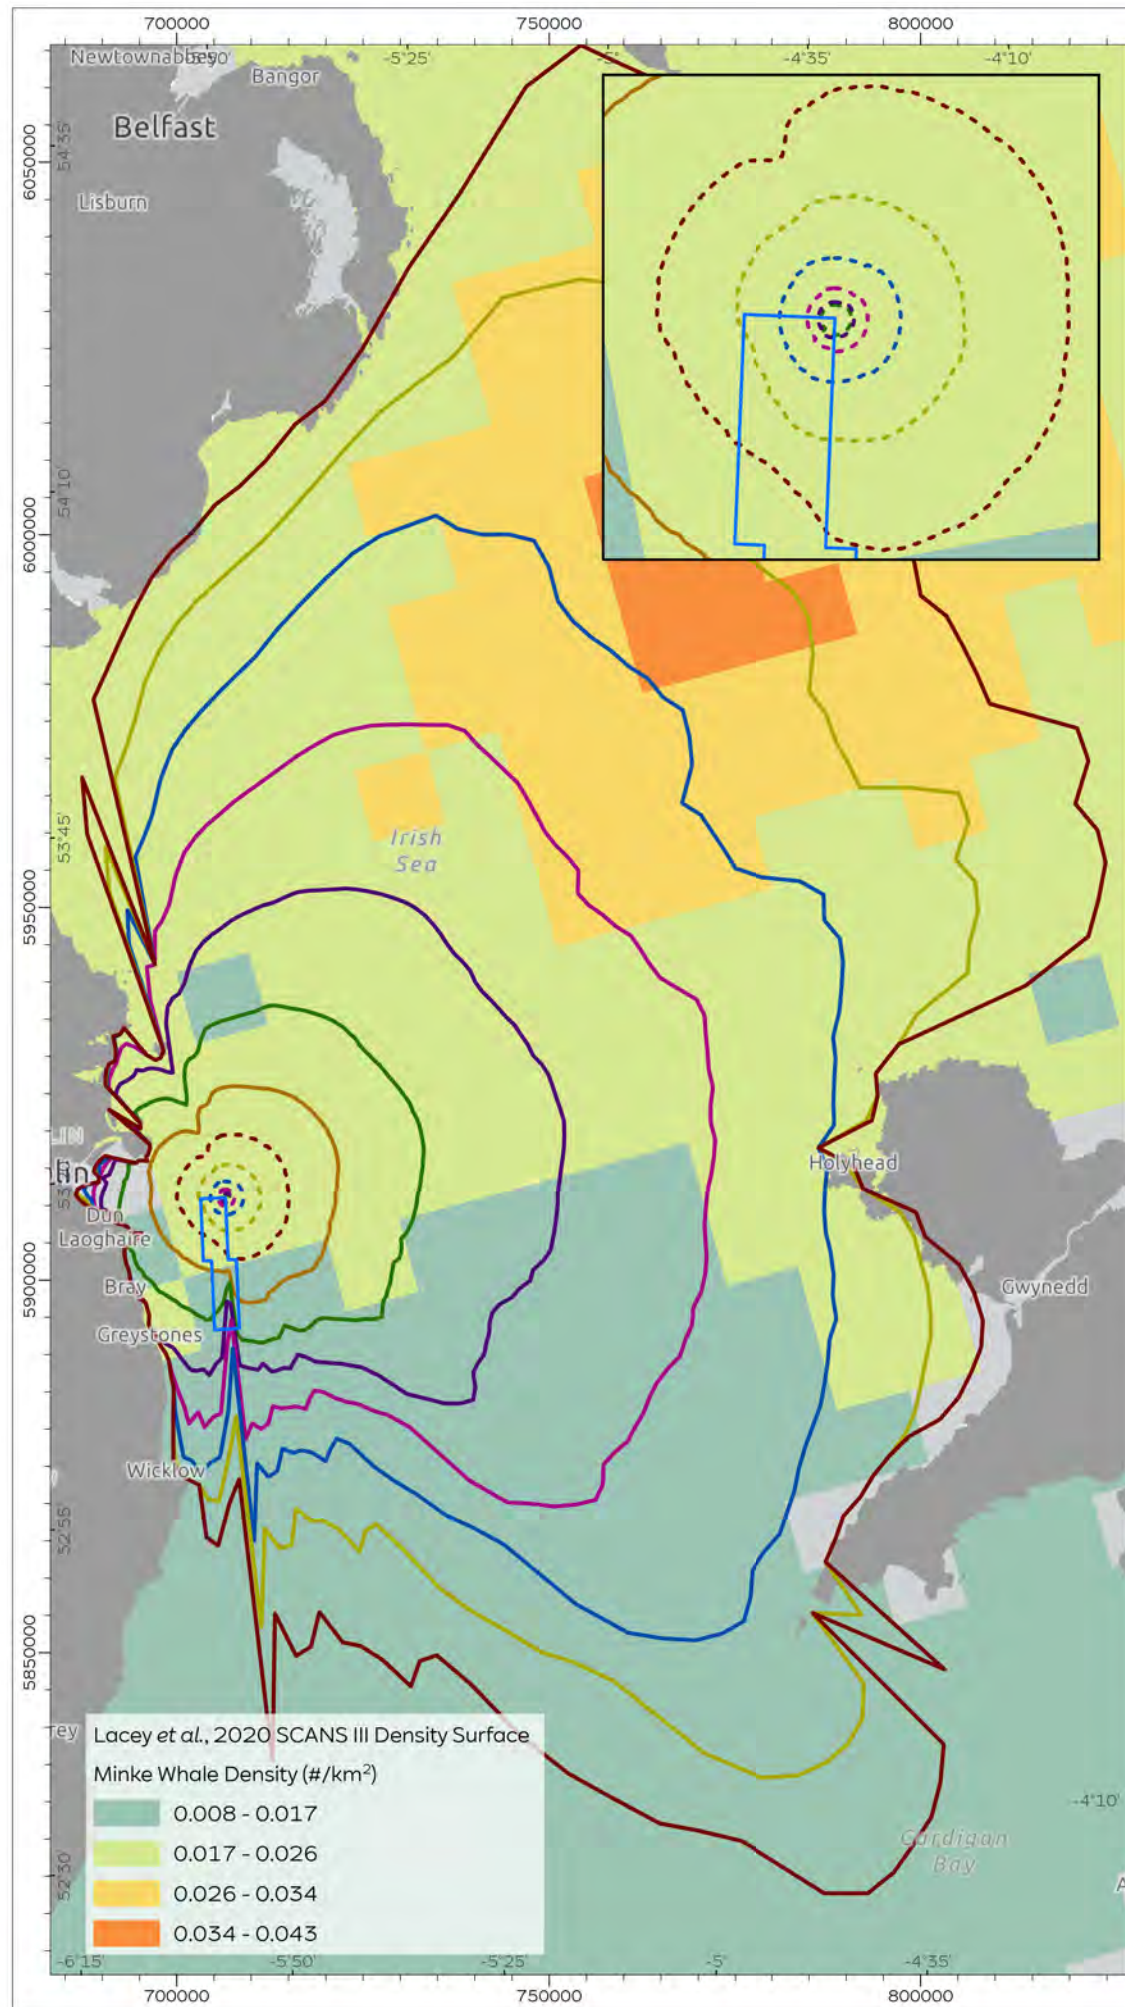 700000
750000
800000
-5°50'
-5°25'
-5°
-4°35'
-4°10'
Newtownabbey
Bangor
Belfast
Lisburn
6050000
54°35'
54°10'
6000000
53°45'
Irish
Sea
5950000
lin
Dun
Laoghaire
Holyhead
Bray
5900000
Gwynedd
Greystones
Wicklow
52°55'
5850000
Lacey et al., 2020 SCANS III Density Surface
Minke Whale Density (#/km²)
0.008 - 0.017
0.017 - 0.026
0.026 - 0.034
0.034 - 0.043
-4°10'
Cardigan
Bay
52°30'
-6°15'
-5°50'
-5°25'
-5°
-4°35'
700000
750000
800000